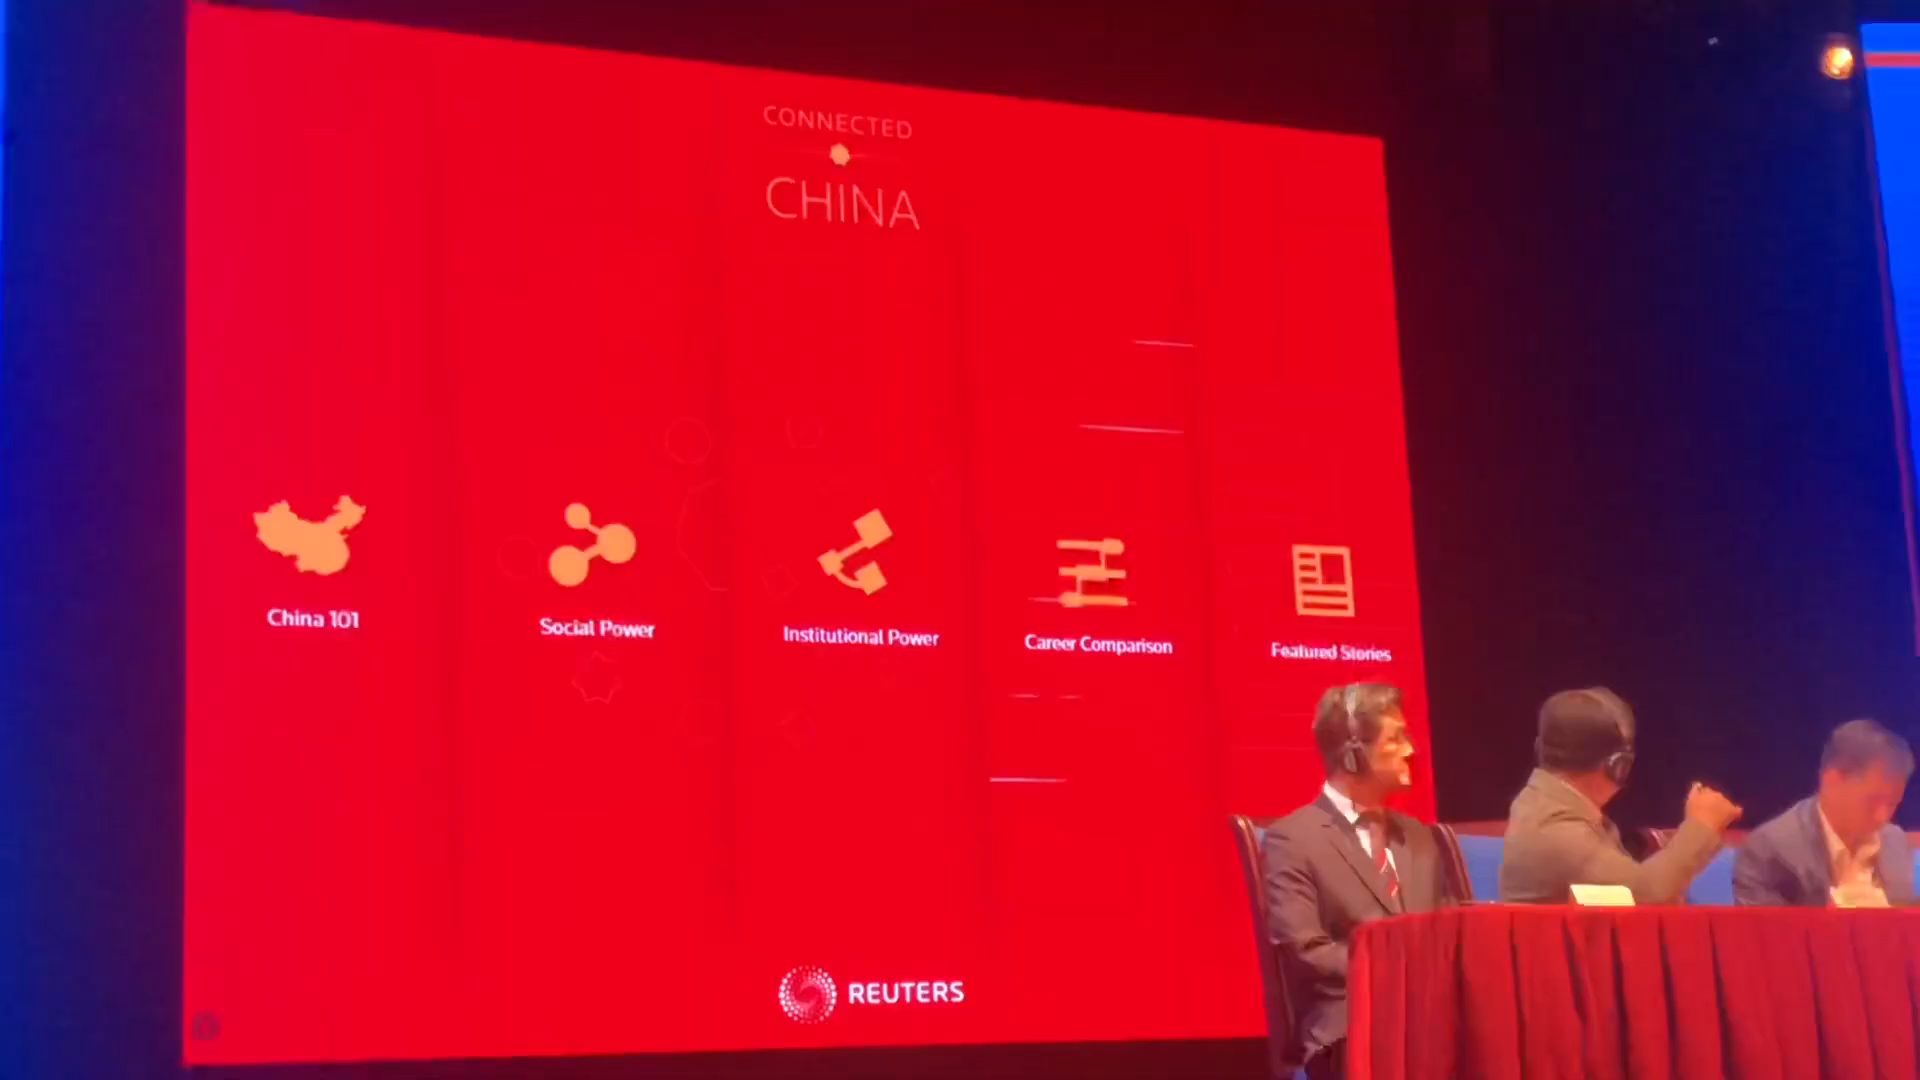 CONNECTED
CHINA
China 101
Social Power
Institutional Power
Career Comparison
Featured Stories
REUTERS